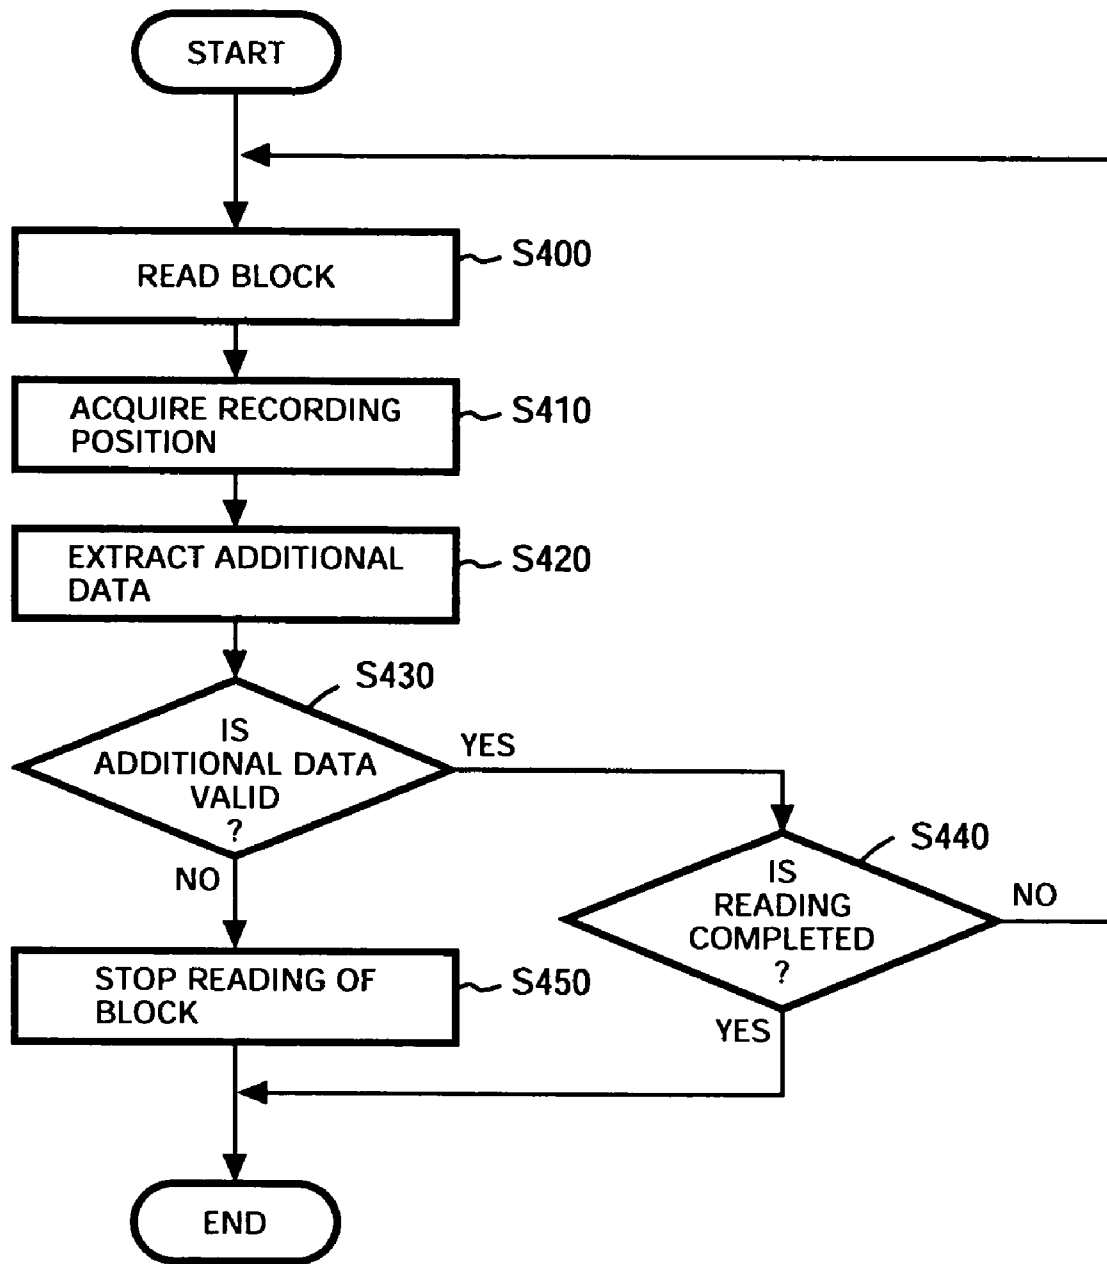 START
READ BLOCK
S400
ACQUIRE RECORDING
POSITION
S410
EXTRACT ADDITIONAL
DATA
S420
S430
IS
ADDITIONAL DATA
VALID
?
YES
NO
S440
IS
READING
COMPLETED
?
NO
YES
STOP READING OF
BLOCK
S450
END